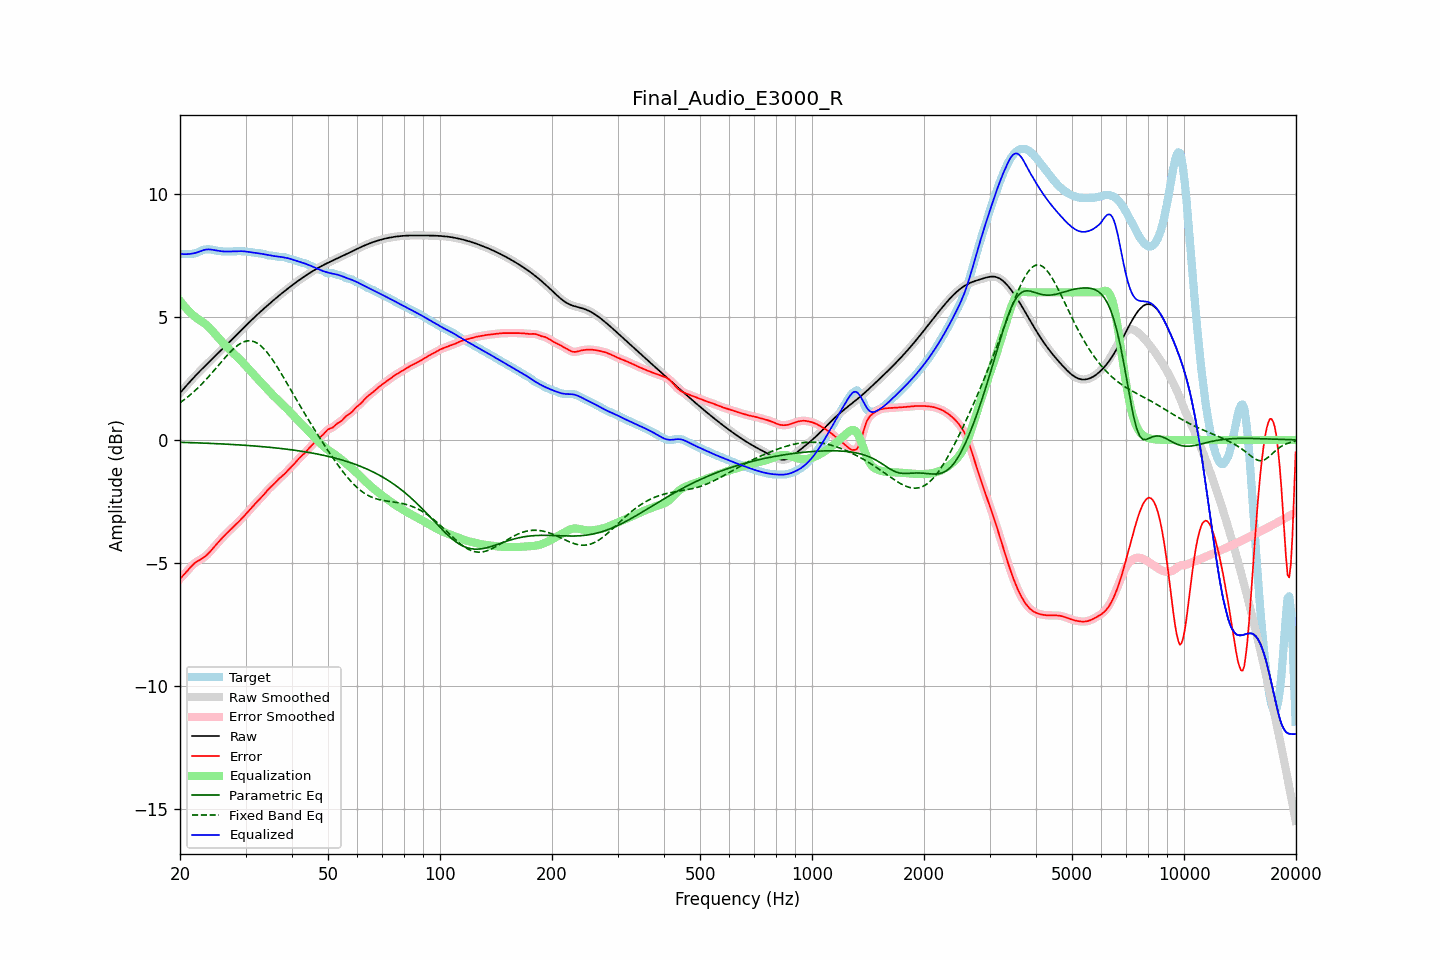 Final_Audio_E3000_R
Amplitude (dBr)
10
5
0
−5
−10
−15
Target
Raw Smoothed
Error Smoothed
Raw
Error
Equalization
Parametric Eq
Fixed Band Eq
Equalized
20 50 100 200 500 1000 2000 5000 10000 20000
Frequency (Hz)